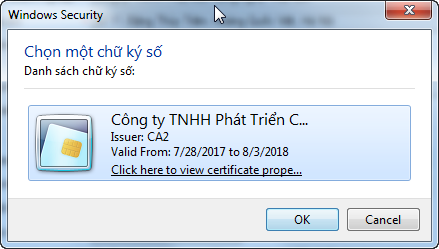 Windows Security
Chọn một chữ ký số
Danh sách chữ ký số:
Công ty TNHH Phát Triển C...
Issuer: CA2
Valid From: 7/28/2017 to 8/3/2018
Click here to view certificate prope...
OK
Cancel